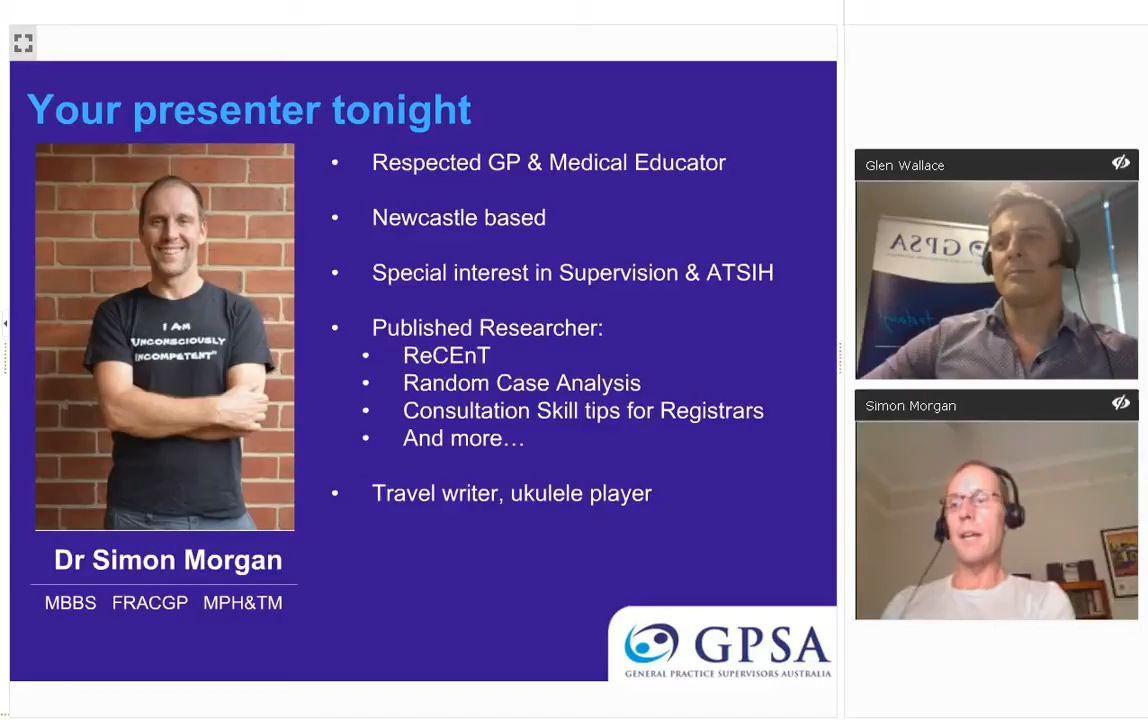 Your presenter tonight
I AM
"UNCONSCIOUSLY
INCOMPETENT"
Dr Simon Morgan
MBBS FRACGP MPH&TM
• Respected GP & Medical Educator
• Newcastle based
• Special interest in Supervision & ATSIH
• Published Researcher:
• ReCEnT
• Random Case Analysis
• Consultation Skill tips for Registrars
• And more…
• Travel writer, ukulele player
GPSA
GENERAL PRACTICE SUPERVISORS AUSTRALIA
Glen Wallace
GPSA
today!
Simon Morgan